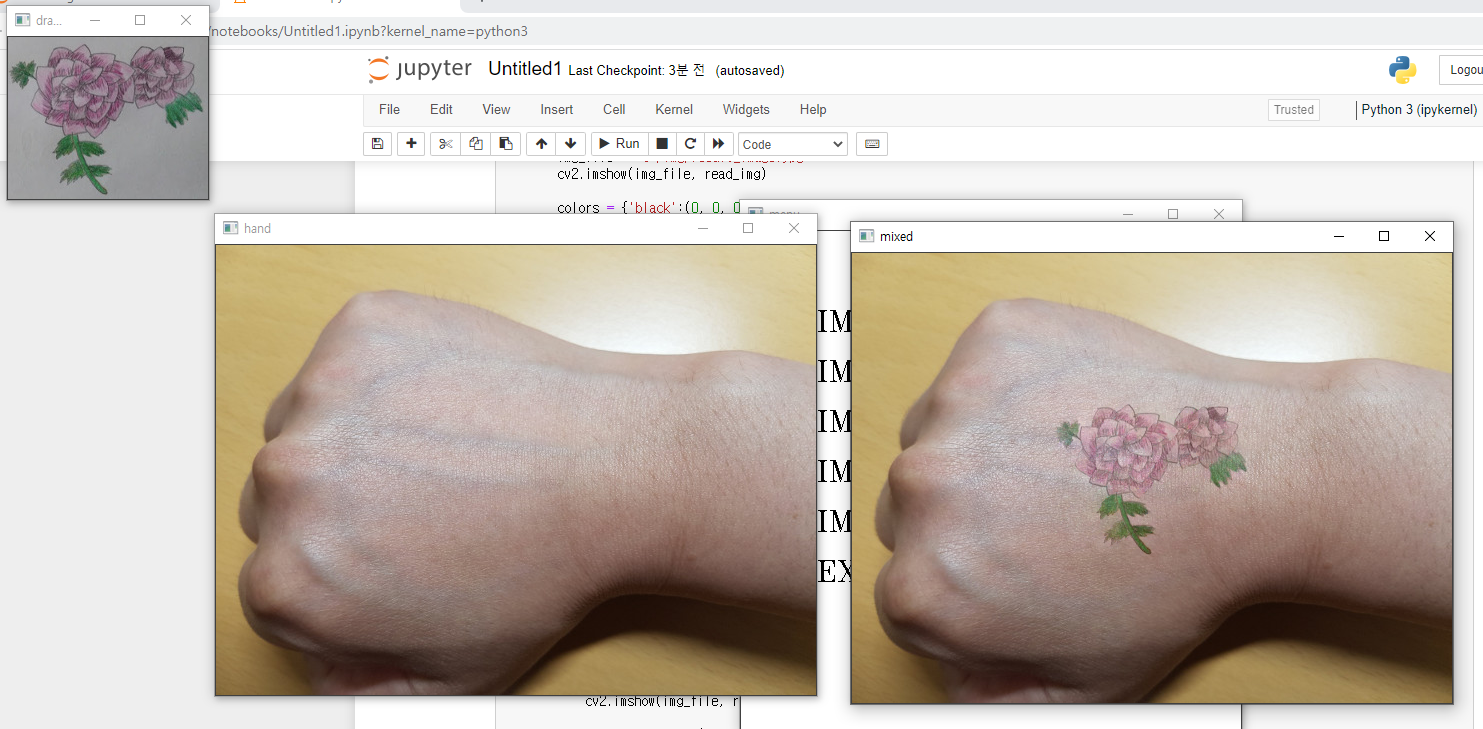 dra...
/notebooks/Untitled1.ipynb?kernel_name=python3
jupyter Untitled1 Last Checkpoint: 3분 전 (autosaved)
Logou
File Edit View Insert Cell Kernel Widgets Help
Trusted
Python 3 (ipykernel)
Run
Code
cv2.imshow(img_file, read_img)
colors = {'black':(0, 0, 0
hand
mixed
IM
IM
IM
IM
IM
EX
cv2.imshow(img_file, r